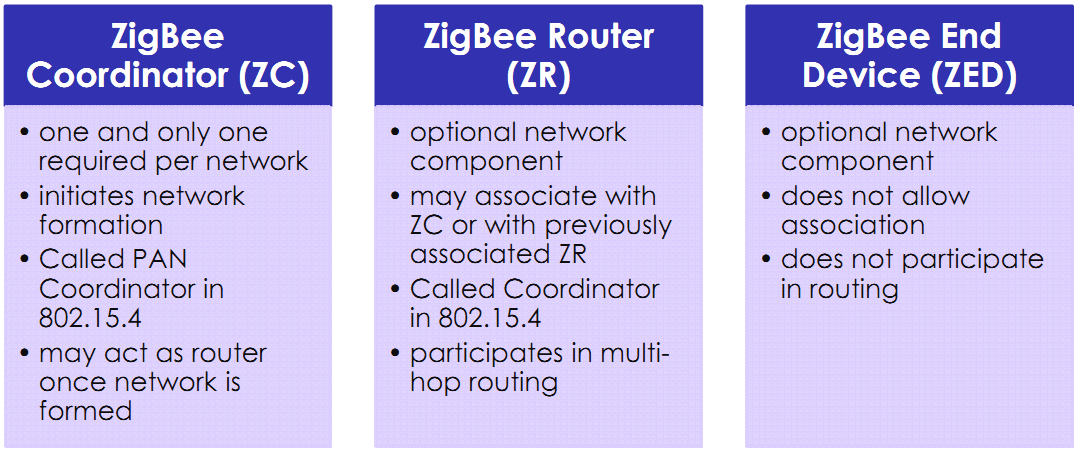 ZigBee
Coordinator (ZC)
• one and only one
required per network
• initiates network
formation
• Called PAN
Coordinator in
802.15.4
• may act as router
once network is
formed
ZigBee Router
(ZR)
• optional network
component
• may associate with
ZC or with previously
associated ZR
• Called Coordinator
in 802.15.4
• participates in multi-
hop routing
ZigBee End
Device (ZED)
• optional network
component
• does not allow
association
• does not participate
in routing